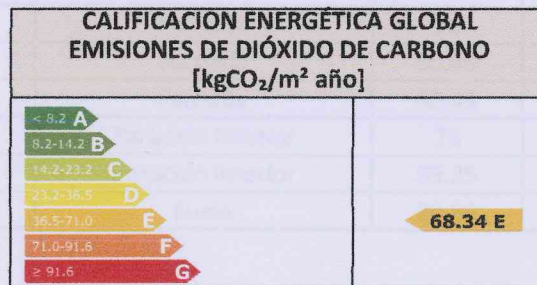 CALIFICACIÓN ENERGÉTICA GLOBAL
EMISIONES DE DIÓXIDO DE CARBONO
[kgCO₂/m² año]
< 8.2 A
8.2-14.2 B
14.2-23.2 C
23.2-36.5 D
36.5-71.0 E
68.34 E
71.0-91.6 F
≥ 91.6 G